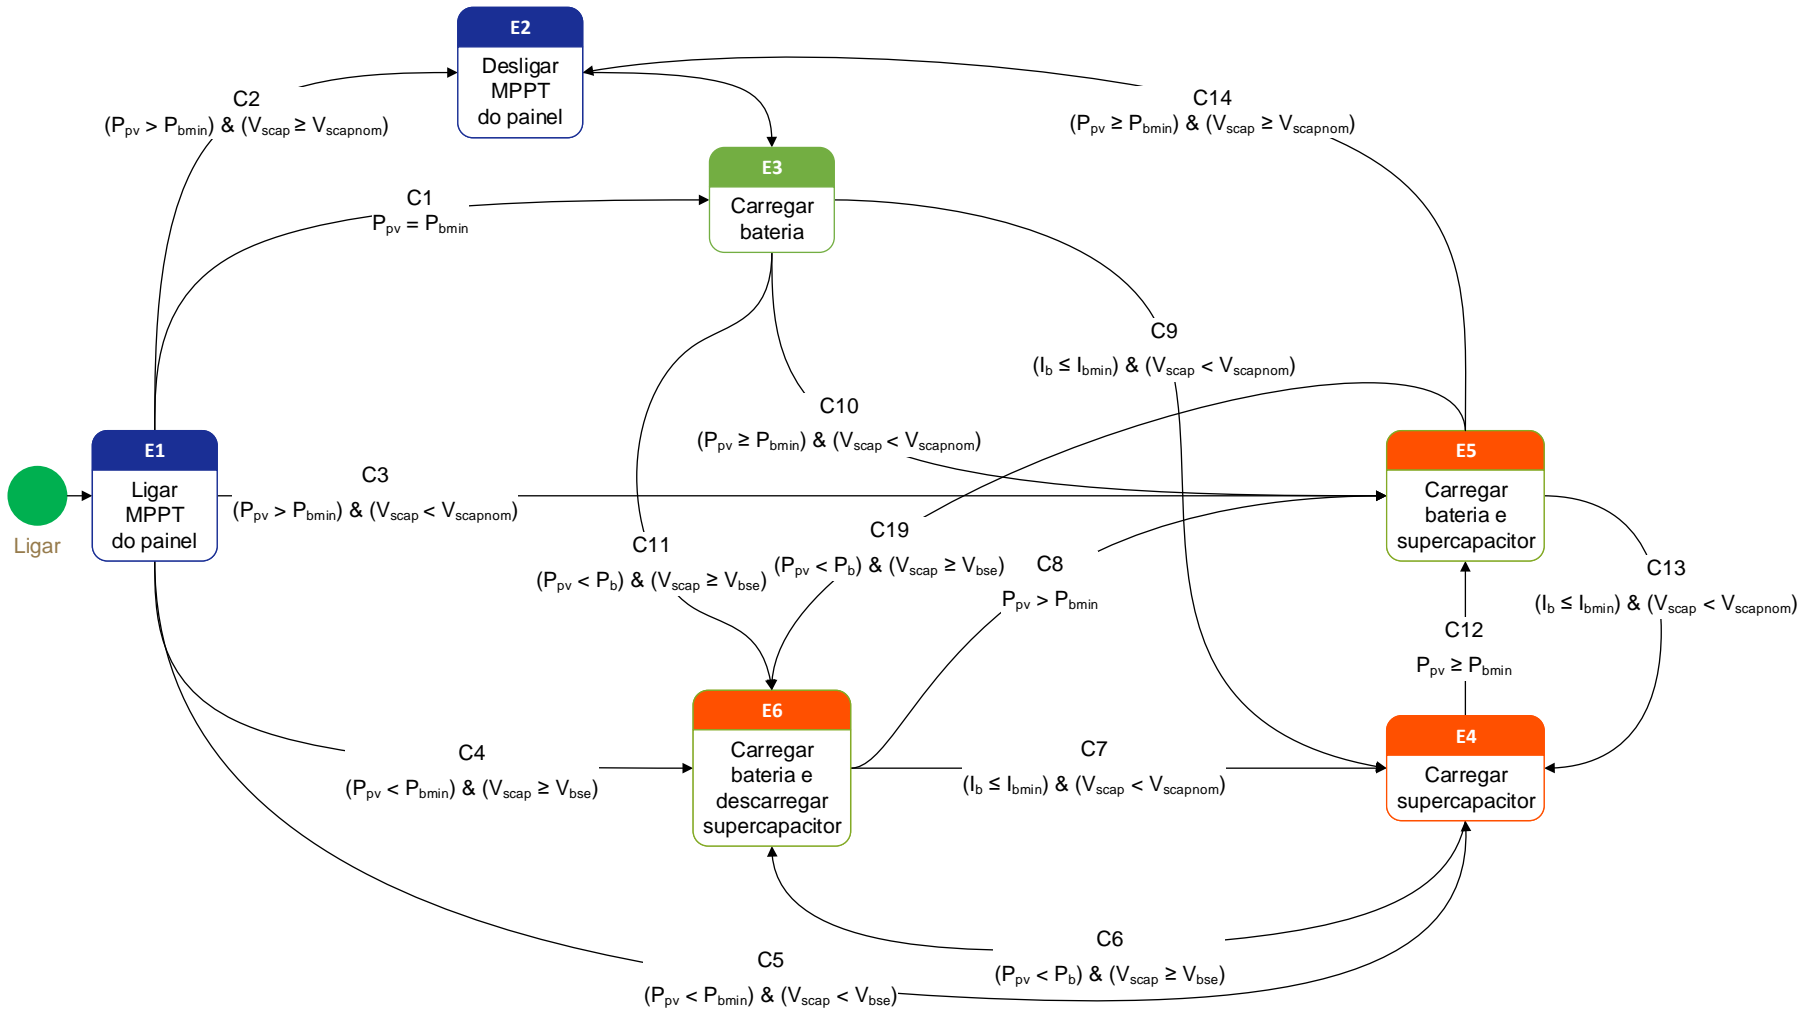 E2
Desligar
MPPT
do painel
C2
(Ppv > Pbmin) & (Vscap ≥ Vscapnom)
C14
(Ppv ≥ Pbmin) & (Vscap ≥ Vscapnom)
E3
Carregar
bateria
C1
Ppv = Pbmin
C9
(Ib ≤ Ibmin) & (Vscap < Vscapnom)
C10
(Ppv ≥ Pbmin) & (Vscap < Vscapnom)
E1
Ligar
MPPT
do painel
Ligar
C3
(Ppv > Pbmin) & (Vscap < Vscapnom)
E5
Carregar
bateria e
supercapacitor
C11
(Ppv < Pb) & (Vscap ≥ Vbse)
C19
(Ppv < Pb) & (Vscap ≥ Vbse)
C8
Ppv > Pbmin
C13
(Ib ≤ Ibmin) & (Vscap < Vscapnom)
C12
Ppv ≥ Pbmin
E6
Carregar
bateria e
descarregar
supercapacitor
C4
(Ppv < Pbmin) & (Vscap ≥ Vbse)
C7
(Ib ≤ Ibmin) & (Vscap < Vscapnom)
E4
Carregar
supercapacitor
C6
(Ppv < Pb) & (Vscap ≥ Vbse)
C5
(Ppv < Pbmin) & (Vscap < Vbse)